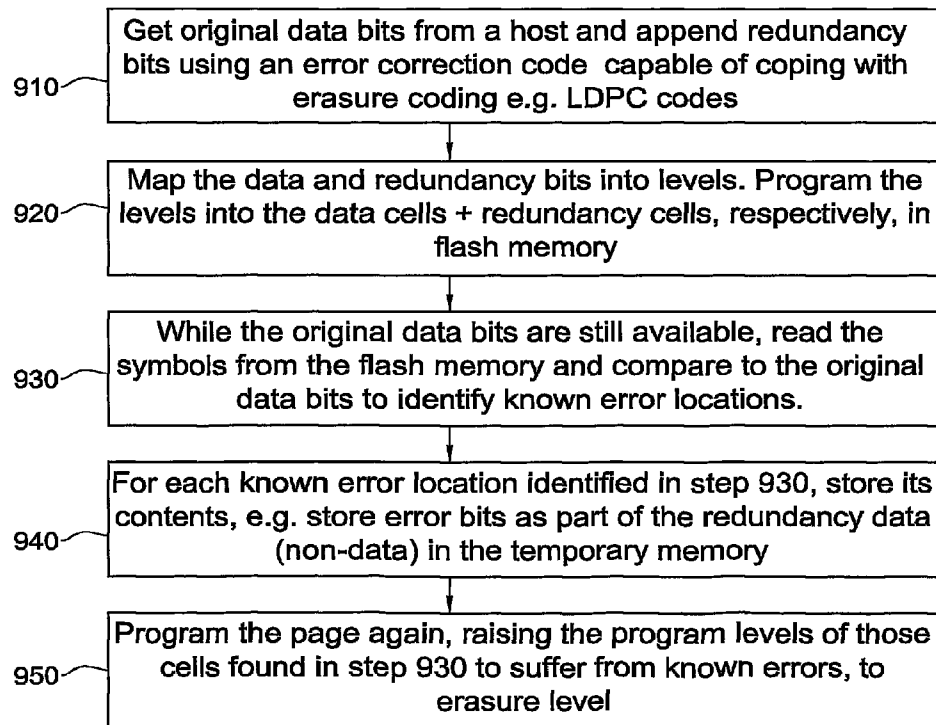 Get original data bits from a host and append redundancy
bits using an error correction code capable of coping with
erasure coding e.g. LDPC codes
910
Map the data and redundancy bits into levels. Program the
levels into the data cells + redundancy cells, respectively, in
flash memory
920
While the original data bits are still available, read the
symbols from the flash memory and compare to the original
data bits to identify known error locations.
930
For each known error location identified in step 930, store its
contents, e.g. store error bits as part of the redundancy data
(non-data) in the temporary memory
940
Program the page again, raising the program levels of those
cells found in step 930 to suffer from known errors, to
erasure level
950